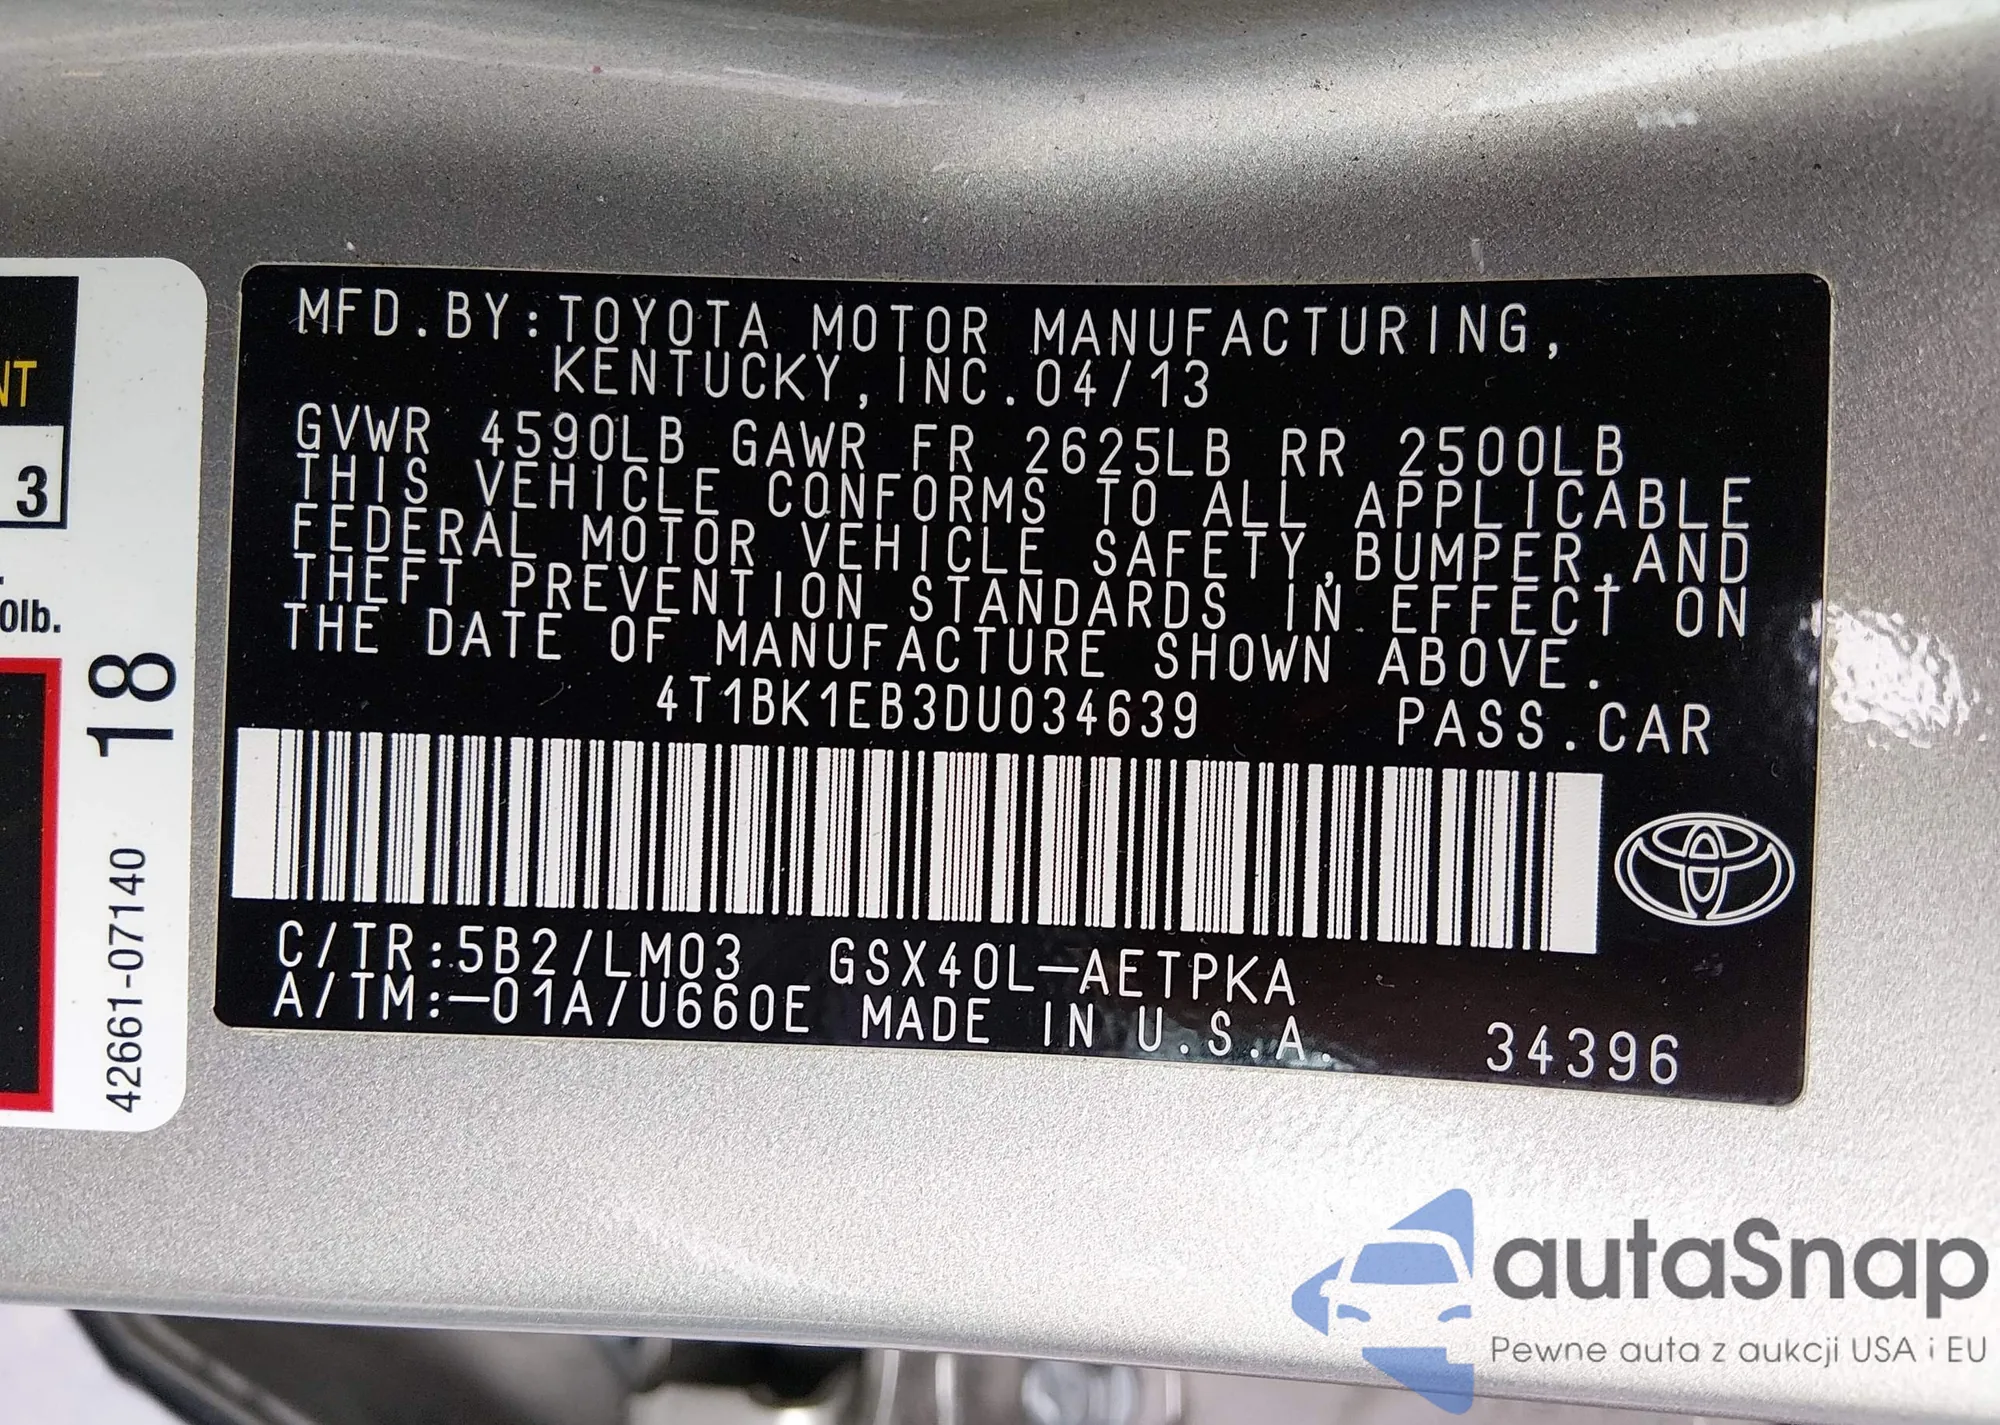 MFD.BY:TOYOTA MOTOR MANUFACTURING,
KENTUCKY,INC.04/13
GVWR 4590LB GAWR FR 2625LB RR 2500LB
THIS VEHICLE CONFORMS TO ALL APPLICABLE
FEDERAL MOTOR VEHICLE SAFETY,BUMPER,AND
THEFT PREVENTION STANDARDS IN EFFECT ON
THE DATE OF MANUFACTURE SHOWN ABOVE.
4T1BK1EB3DU034639 PASS.CAR
C/TR:5B2/LM03 GSX40L-AETPKA
A/TM:-01A/U660E MADE IN U.S.A. 34396
NT
3
0lb.
18
42661-07140
autaSnap
Pewne auta z aukcji USA i EU